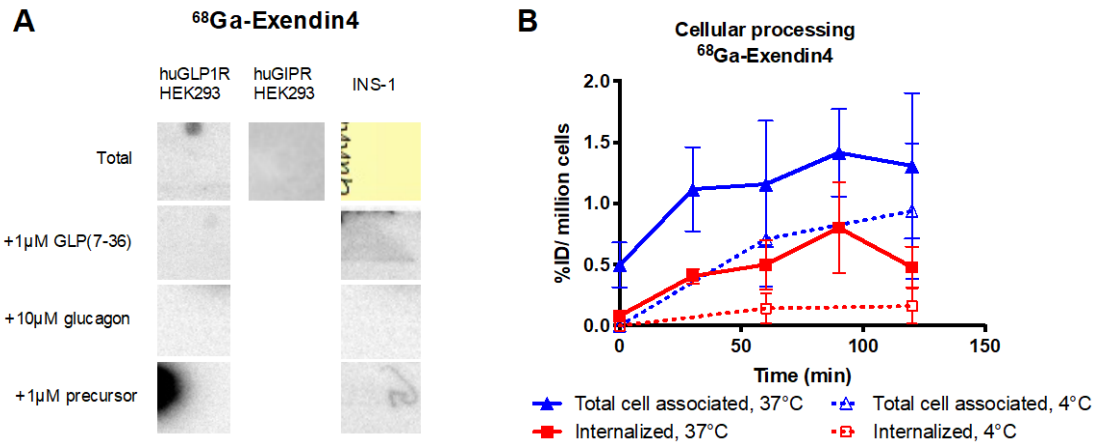 A
⁶⁸Ga-Exendin4
huGLP1R
HEK293
huGIPR
HEK293
INS-1
Total
+1µM GLP(7-36)
+10µM glucagon
+1µM precursor
B
Cellular processing
⁶⁸Ga-Exendin4
%ID/ million cells
2.0
1.5
1.0
0.5
0.0
0
50
100
150
Time (min)
Total cell associated, 37°C
Total cell associated, 4°C
Internalized, 37°C
Internalized, 4°C